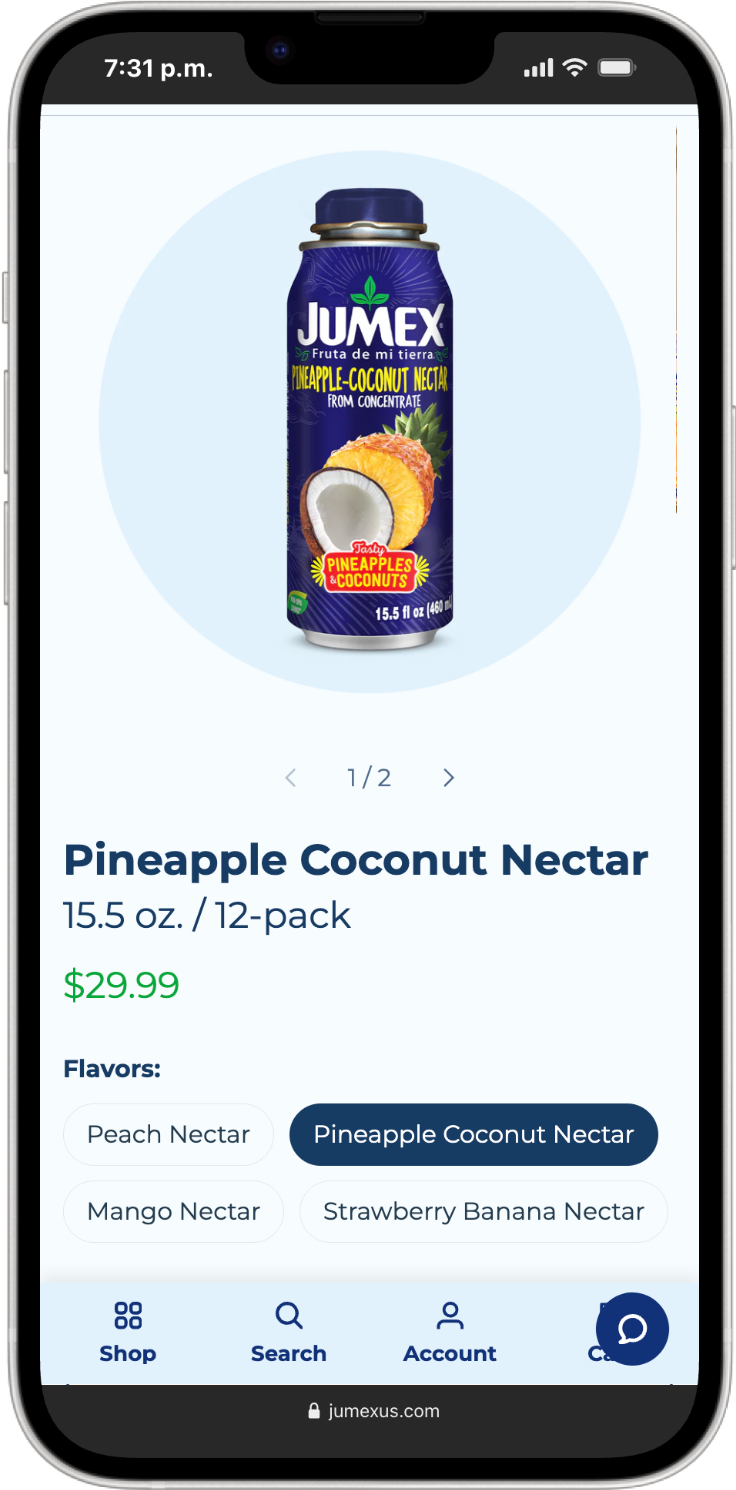 7:31 p.m.
JUMEX
Fruta de mi tierra
PINEAPPLE-COCONUT NECTAR
FROM CONCENTRATE
Tasty
PINEAPPLES
&COCONUTS
15.5 fl oz (460 mL
1 / 2
Pineapple Coconut Nectar
15.5 oz. / 12-pack
$29.99
Flavors:
Peach Nectar
Pineapple Coconut Nectar
Mango Nectar
Strawberry Banana Nectar
Shop
Search
Account
jumexus.com